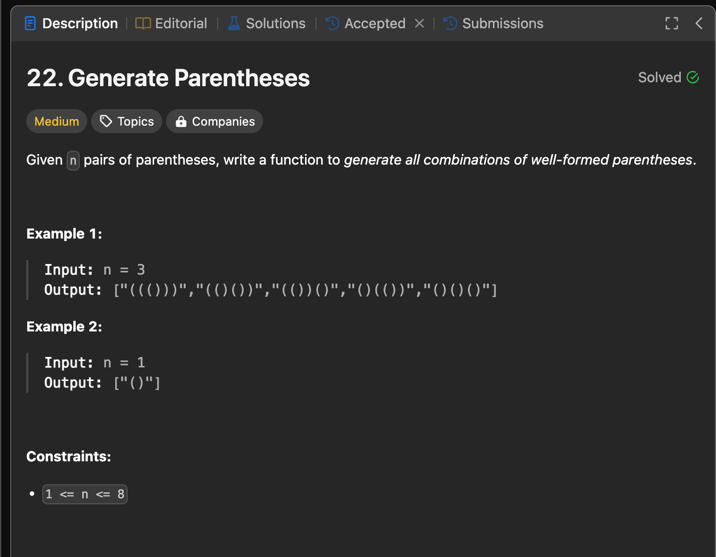 Description | Editorial | Solutions | Accepted × | Submissions
22. Generate Parentheses
Solved
Medium Topics Companies
Given n pairs of parentheses, write a function to generate all combinations of well-formed parentheses.
Example 1:
Input: n = 3
Output: ["((()))","(()())","(())()","()(())","()()()"]
Example 2:
Input: n = 1
Output: ["()"]
Constraints:
• 1 <= n <= 8